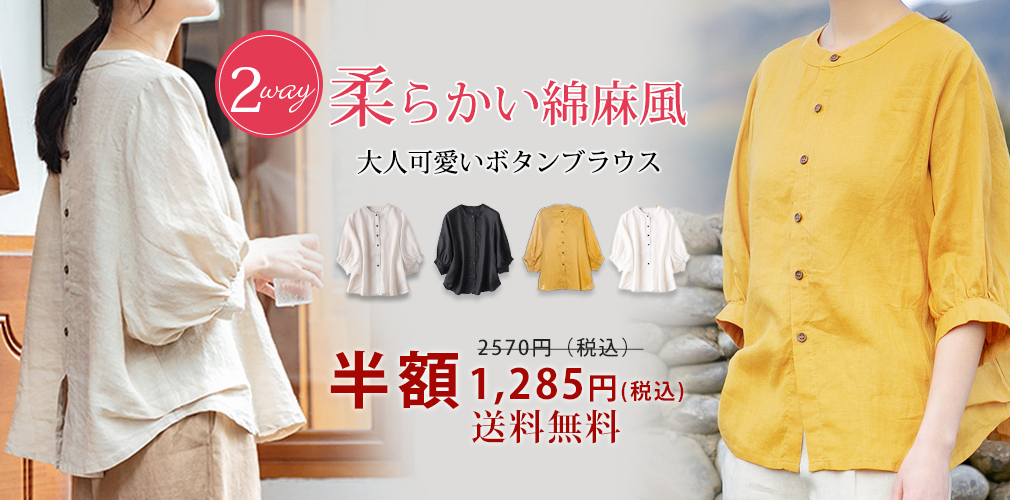 2way
柔らかい綿麻風
大人可愛いボタンブラウス
2570円（税込）
半額
1,285円(税込)
送料無料